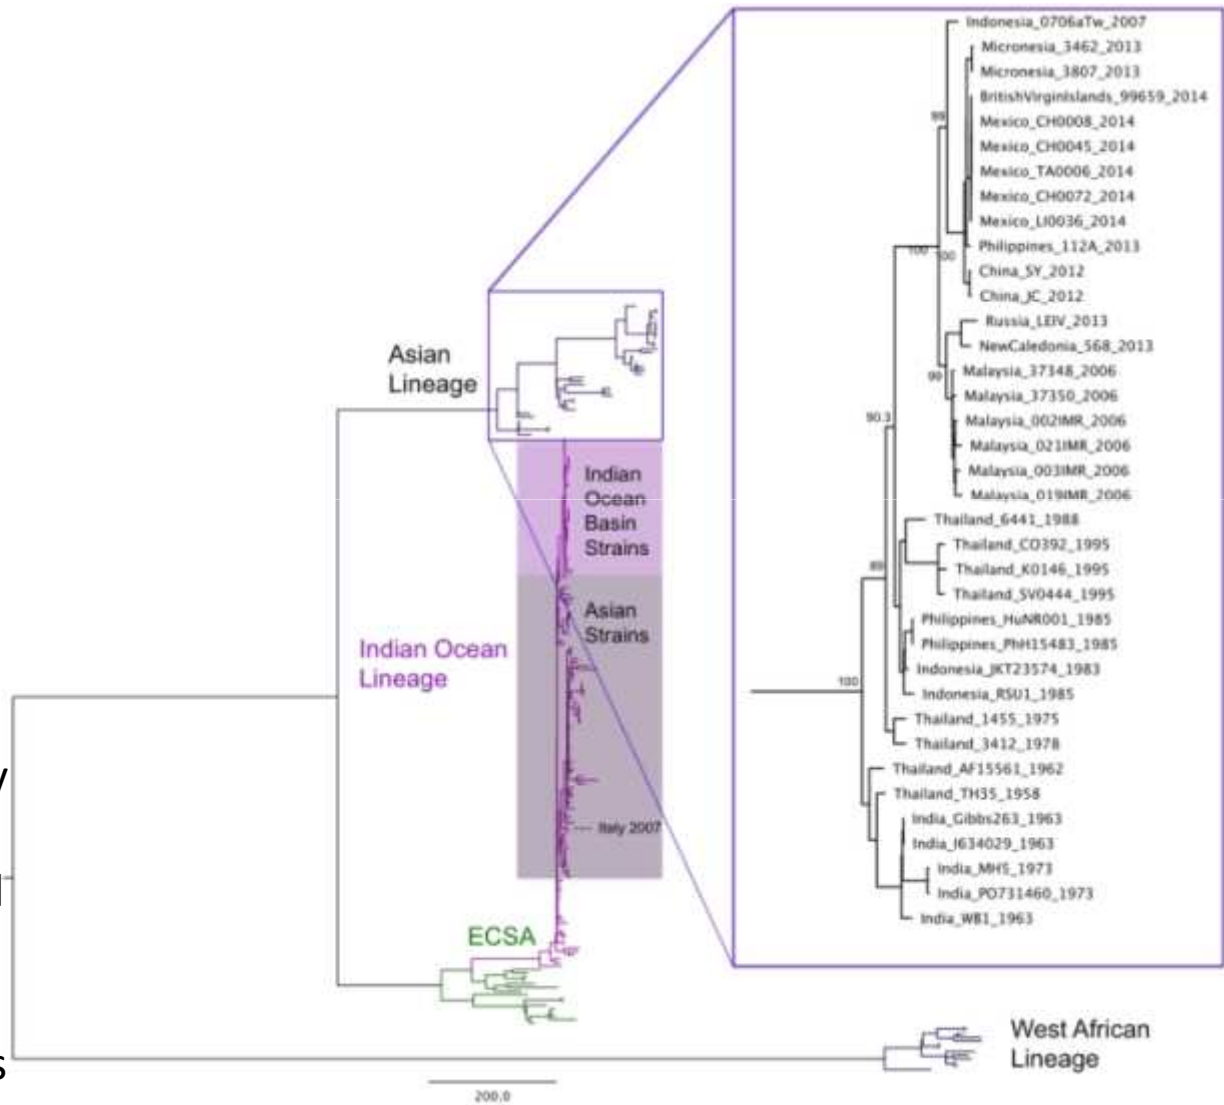 Asian
Lineage
Indian
Ocean
Basin
Strains
Asian
Strains
Indian Ocean
Lineage
Italy 2007
ECSA
West African
Lineage
200.0
Indonesia_0706aTw_2007
Micronesia_3462_2013
Micronesia_3807_2013
BritishVirginIslands_99659_2014
Mexico_CH0008_2014
Mexico_CH0045_2014
Mexico_TA0006_2014
Mexico_CH0072_2014
Mexico_LI0036_2014
Philippines_112A_2013
China_SY_2012
China_JC_2012
Russia_LEIV_2013
NewCaledonia_568_2013
Malaysia_37348_2006
Malaysia_37350_2006
Malaysia_002IMR_2006
Malaysia_021IMR_2006
Malaysia_003IMR_2006
Malaysia_019IMR_2006
Thailand_6441_1988
Thailand_CO392_1995
Thailand_K0146_1995
Thailand_SV0444_1995
Philippines_HuNR001_1985
Philippines_PhH15483_1985
Indonesia_JKT23574_1983
Indonesia_RSU1_1985
Thailand_1455_1975
Thailand_3412_1978
Thailand_AF15561_1962
Thailand_TH35_1958
India_Gibbs263_1963
India_I634029_1963
India_MH5_1973
India_PO731460_1973
India_WB1_1963
100
90.3
89
100